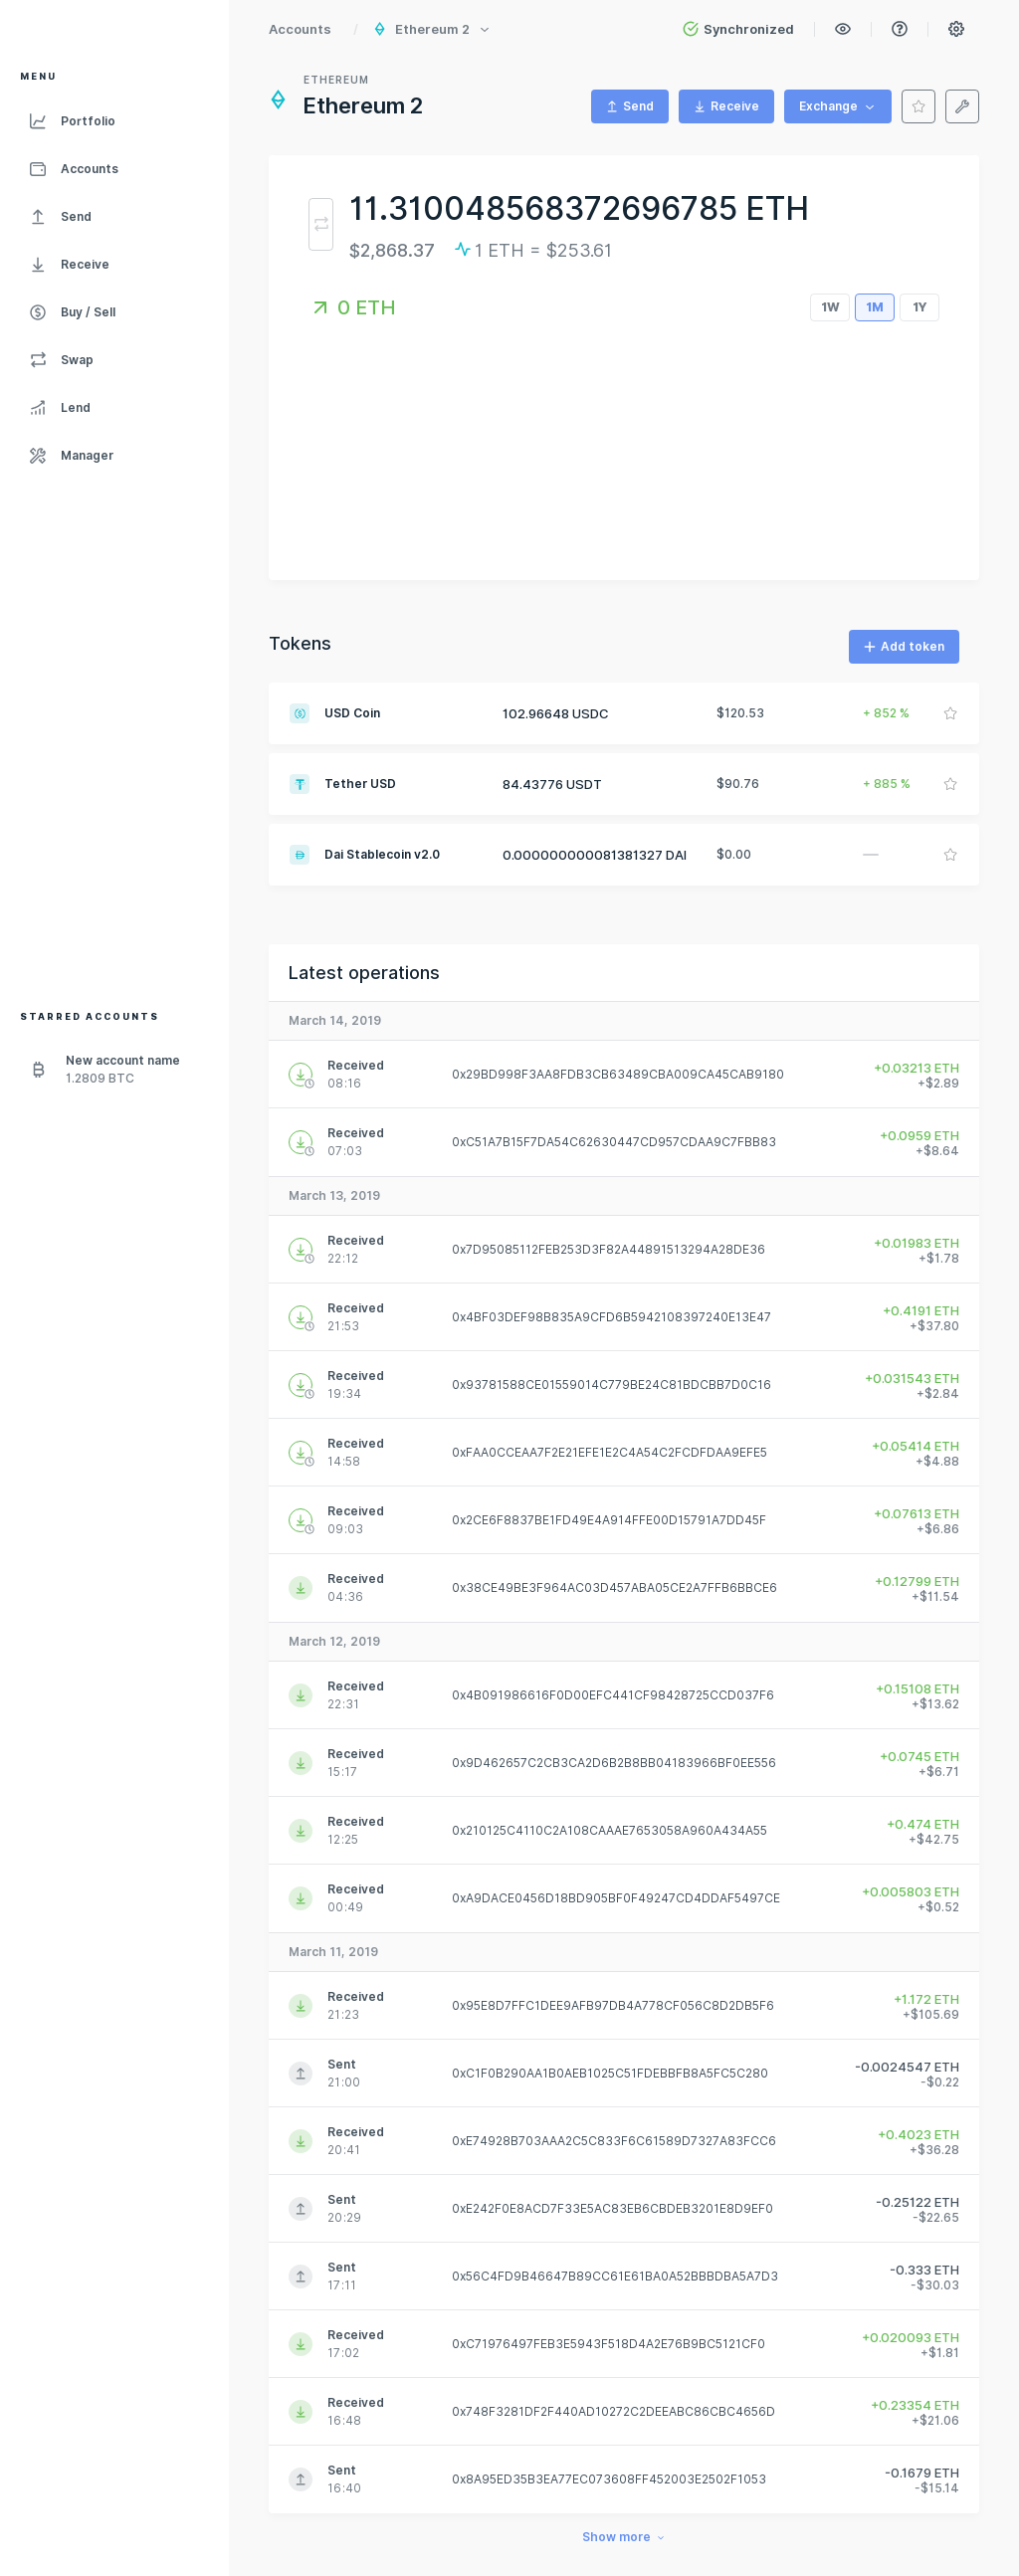 Accounts / Ethereum 2
Synchronized
MENU
Portfolio
Accounts
Send
Receive
Buy / Sell
Swap
Lend
Manager
STARRED ACCOUNTS
New account name
1.2809 BTC
ETHEREUM
Ethereum 2
Send
Receive
Exchange
11.310048568372696785 ETH
$2,868.37 1 ETH = $253.61
0 ETH
1W 1M 1Y
Tokens
Add token
USD Coin 102.96648 USDC $120.53 + 852 %
Tether USD 84.43776 USDT $90.76 + 885 %
Dai Stablecoin v2.0 0.000000000081381327 DAI $0.00 —
Latest operations
March 14, 2019
Received 0x29BD998F3AA8FDB3CB63489CBA009CA45CAB9180 +0.03213 ETH
08:16 +$2.89
Received 0xC51A7B15F7DA54C62630447CD957CDAA9C7FBB83 +0.0959 ETH
07:03 +$8.64
March 13, 2019
Received 0x7D95085112FEB253D3F82A44891513294A28DE36 +0.01983 ETH
22:12 +$1.78
Received 0x4BF03DEF98B835A9CFD6B5942108397240E13E47 +0.4191 ETH
21:53 +$37.80
Received 0x93781588CE01559014C779BE24C81BDCBB7D0C16 +0.031543 ETH
19:34 +$2.84
Received 0xFAA0CCEAA7F2E21EFE1E2C4A54C2FCDFDAA9EFE5 +0.05414 ETH
14:58 +$4.88
Received 0x2CE6F8837BE1FD49E4A914FFE00D15791A7DD45F +0.07613 ETH
09:03 +$6.86
Received 0x38CE49BE3F964AC03D457ABA05CE2A7FFB6BBCE6 +0.12799 ETH
04:36 +$11.54
March 12, 2019
Received 0x4B091986616F0D00EFC441CF98428725CCD037F6 +0.15108 ETH
22:31 +$13.62
Received 0x9D462657C2CB3CA2D6B2B8BB04183966BF0EE556 +0.0745 ETH
15:17 +$6.71
Received 0x210125C4110C2A108CAAAE7653058A960A434A55 +0.474 ETH
12:25 +$42.75
Received 0xA9DACE0456D18BD905BF0F49247CD4DDAF5497CE +0.005803 ETH
00:49 +$0.52
March 11, 2019
Received 0x95E8D7FFC1DEE9AFB97DB4A778CF056C8D2DB5F6 +1.172 ETH
21:23 +$105.69
Sent 0xC1F0B290AA1B0AEB1025C51FDEBBFB8A5FC5C280 -0.0024547 ETH
21:00 -$0.22
Received 0xE74928B703AAA2C5C833F6C61589D7327A83FCC6 +0.4023 ETH
20:41 +$36.28
Sent 0xE242F0E8ACD7F33E5AC83EB6CBDEB3201E8D9EF0 -0.25122 ETH
20:29 -$22.65
Sent 0x56C4FD9B46647B89CC61E61BA0A52BBBDBA5A7D3 -0.333 ETH
17:11 -$30.03
Received 0xC71976497FEB3E5943F518D4A2E76B9BC5121CF0 +0.020093 ETH
17:02 +$1.81
Received 0x748F3281DF2F440AD10272C2DEEABC86CBC4656D +0.23354 ETH
16:48 +$21.06
Sent 0x8A95ED35B3EA77EC073608FF452003E2502F1053 -0.1679 ETH
16:40 -$15.14
Show more